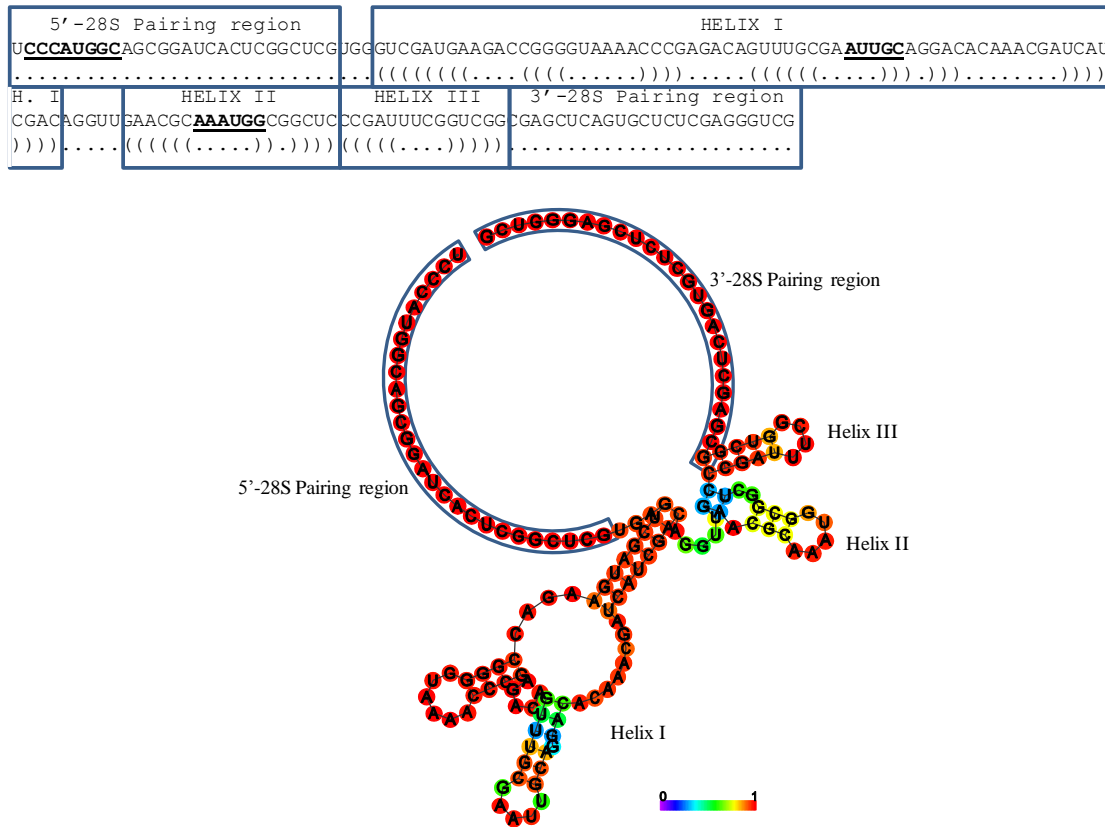 5’-28S Pairing region HELIX I
UCCCAUGGCAGCGGAUCACUCGGCUCGUGGGUCGAUGAAGACCGGGGUAAAACCCGAGACAGUUUGCGAAUUGCAGGACACAAACGAUCAU
..............................((((((((....((((......)))).....((((((.....))).)))........))))
H. I HELIX II HELIX III 3’-28S Pairing region
CGACAGGUUGAACGCAAAUGGCGGCUCCCGAUUUCGGUCGGCGAGCUCAGUGCUCUCGAGGGUCG
)))).....((((((.....)).))))(((((....)))))........................
3’-28S Pairing region
Helix III
5’-28S Pairing region
Helix II
Helix I
0 1